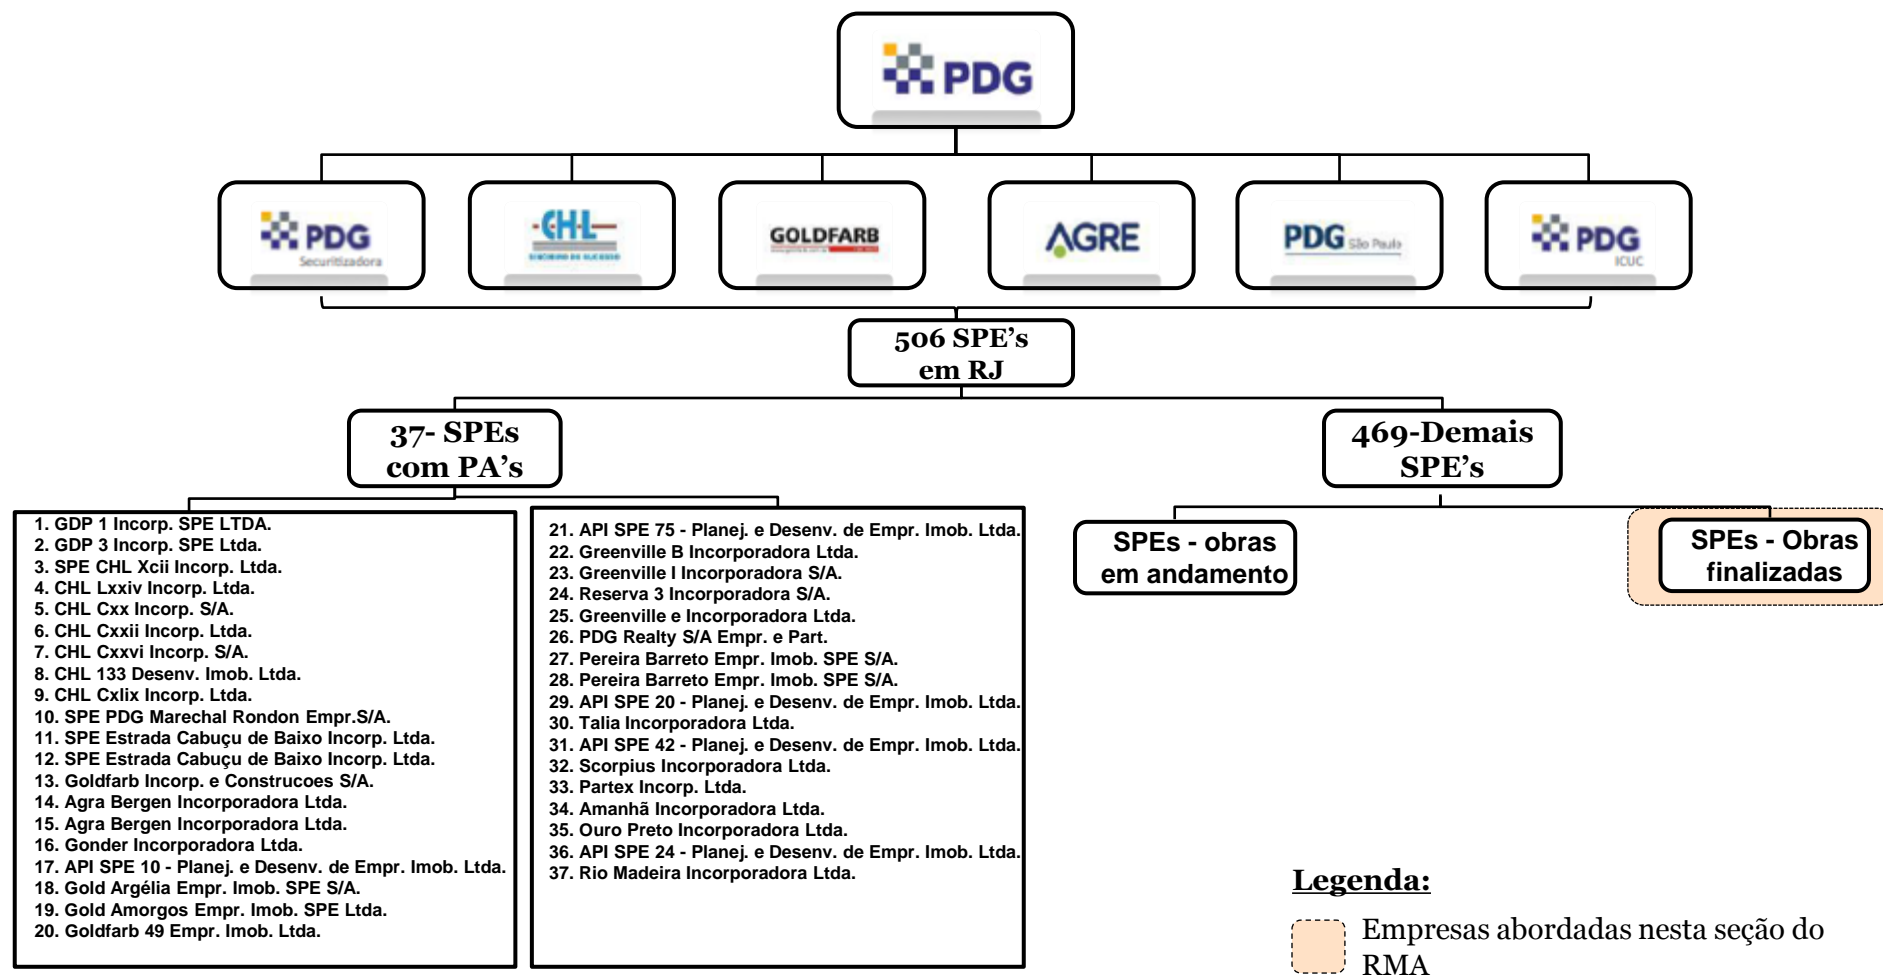 PDG
PDG
Securitizadora
CHL
SINÔNIMO DE SUCESSO
GOLDFARB
AGRE
PDG São Paulo
PDG
ICUC
506 SPE's
em RJ
37- SPEs
com PA's
469-Demais
SPE's
1. GDP 1 Incorp. SPE LTDA.
2. GDP 3 Incorp. SPE Ltda.
3. SPE CHL Xcii Incorp. Ltda.
4. CHL Lxxiv Incorp. Ltda.
5. CHL Cxx Incorp. S/A.
6. CHL Cxxii Incorp. Ltda.
7. CHL Cxxvi Incorp. S/A.
8. CHL 133 Desenv. Imob. Ltda.
9. CHL Cxlix Incorp. Ltda.
10. SPE PDG Marechal Rondon Empr.S/A.
11. SPE Estrada Cabuçu de Baixo Incorp. Ltda.
12. SPE Estrada Cabuçu de Baixo Incorp. Ltda.
13. Goldfarb Incorp. e Construcoes S/A.
14. Agra Bergen Incorporadora Ltda.
15. Agra Bergen Incorporadora Ltda.
16. Gonder Incorporadora Ltda.
17. API SPE 10 - Planej. e Desenv. de Empr. Imob. Ltda.
18. Gold Argélia Empr. Imob. SPE S/A.
19. Gold Amorgos Empr. Imob. SPE Ltda.
20. Goldfarb 49 Empr. Imob. Ltda.
21. API SPE 75 - Planej. e Desenv. de Empr. Imob. Ltda.
22. Greenville B Incorporadora Ltda.
23. Greenville I Incorporadora S/A.
24. Reserva 3 Incorporadora S/A.
25. Greenville e Incorporadora Ltda.
26. PDG Realty S/A Empr. e Part.
27. Pereira Barreto Empr. Imob. SPE S/A.
28. Pereira Barreto Empr. Imob. SPE S/A.
29. API SPE 20 - Planej. e Desenv. de Empr. Imob. Ltda.
30. Talia Incorporadora Ltda.
31. API SPE 42 - Planej. e Desenv. de Empr. Imob. Ltda.
32. Scorpius Incorporadora Ltda.
33. Partex Incorp. Ltda.
34. Amanhã Incorporadora Ltda.
35. Ouro Preto Incorporadora Ltda.
36. API SPE 24 - Planej. e Desenv. de Empr. Imob. Ltda.
37. Rio Madeira Incorporadora Ltda.
SPEs - obras
em andamento
SPEs - Obras
finalizadas
Legenda:
Empresas abordadas nesta seção do
RMA